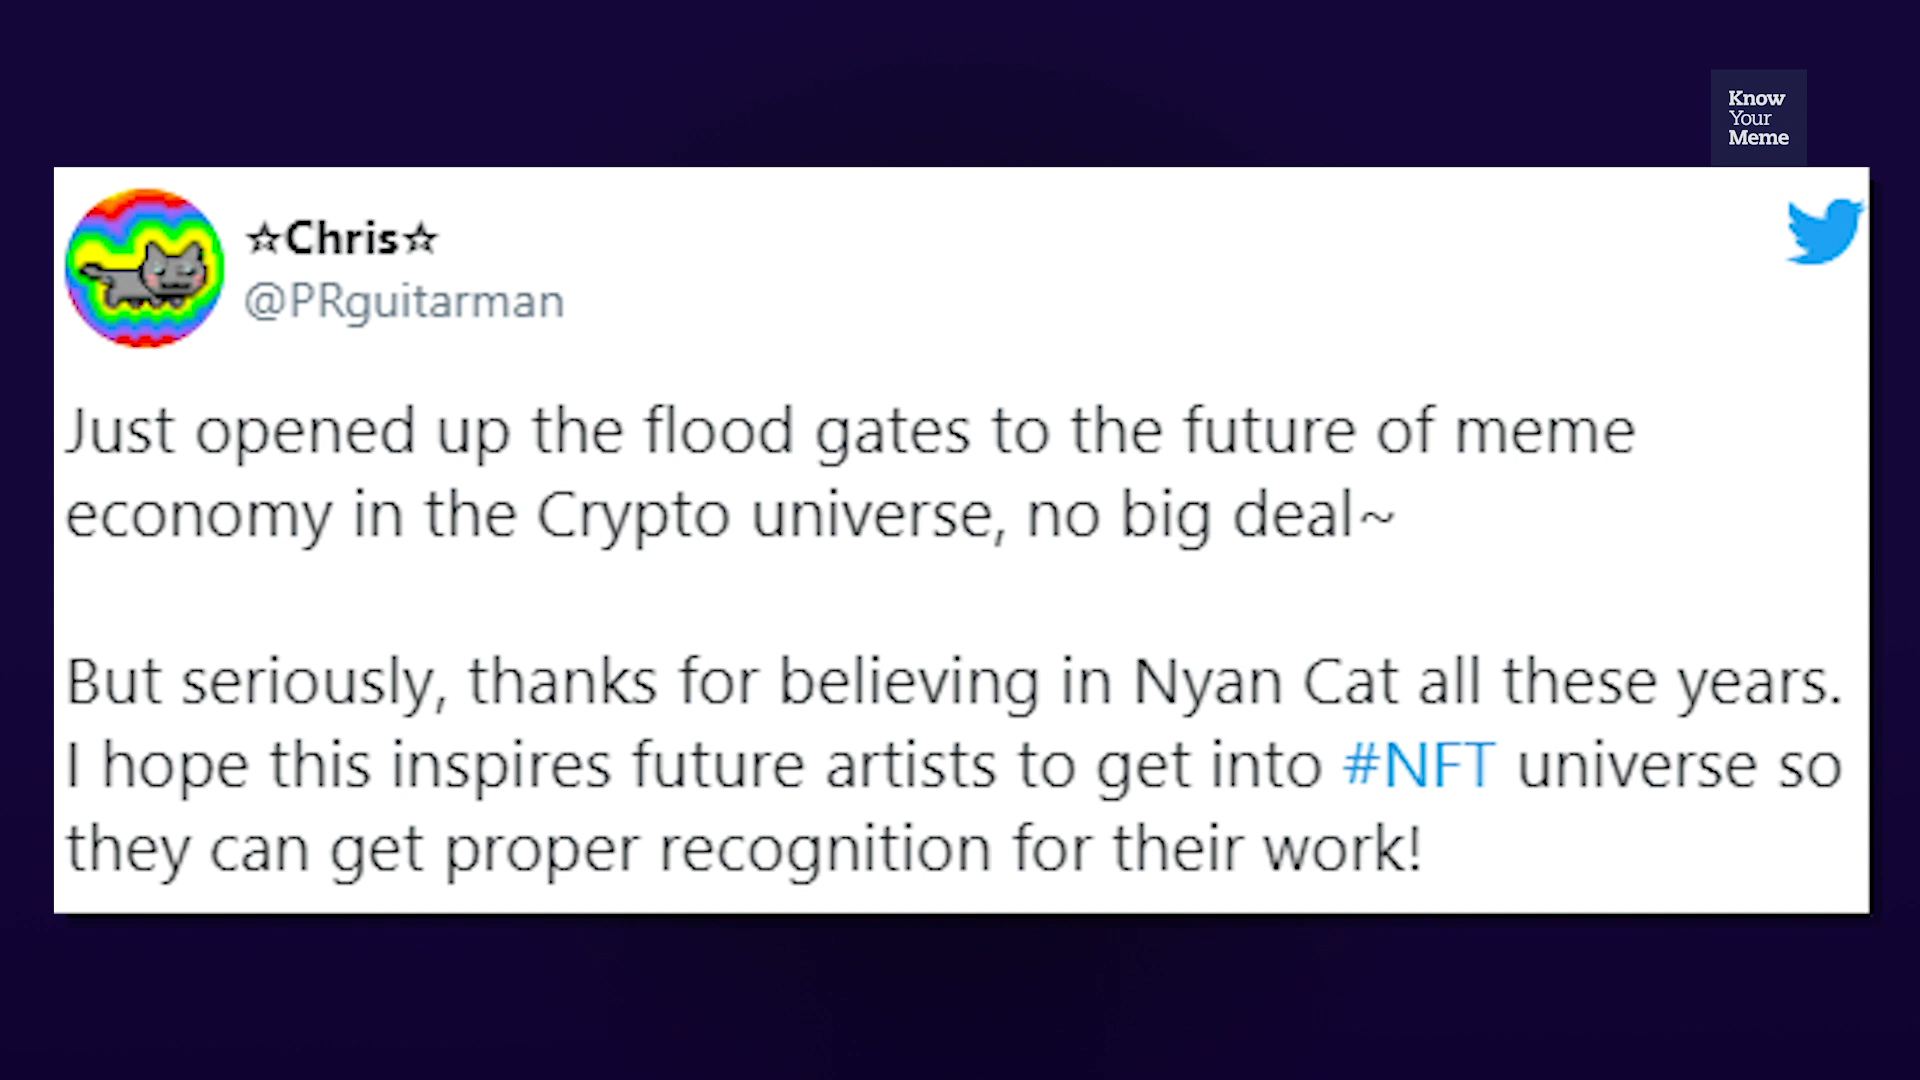 Know
Your
Meme
☆Chris☆
@PRguitarman
Just opened up the flood gates to the future of meme
economy in the Crypto universe, no big deal~
But seriously, thanks for believing in Nyan Cat all these years.
I hope this inspires future artists to get into #NFT universe so
they can get proper recognition for their work!